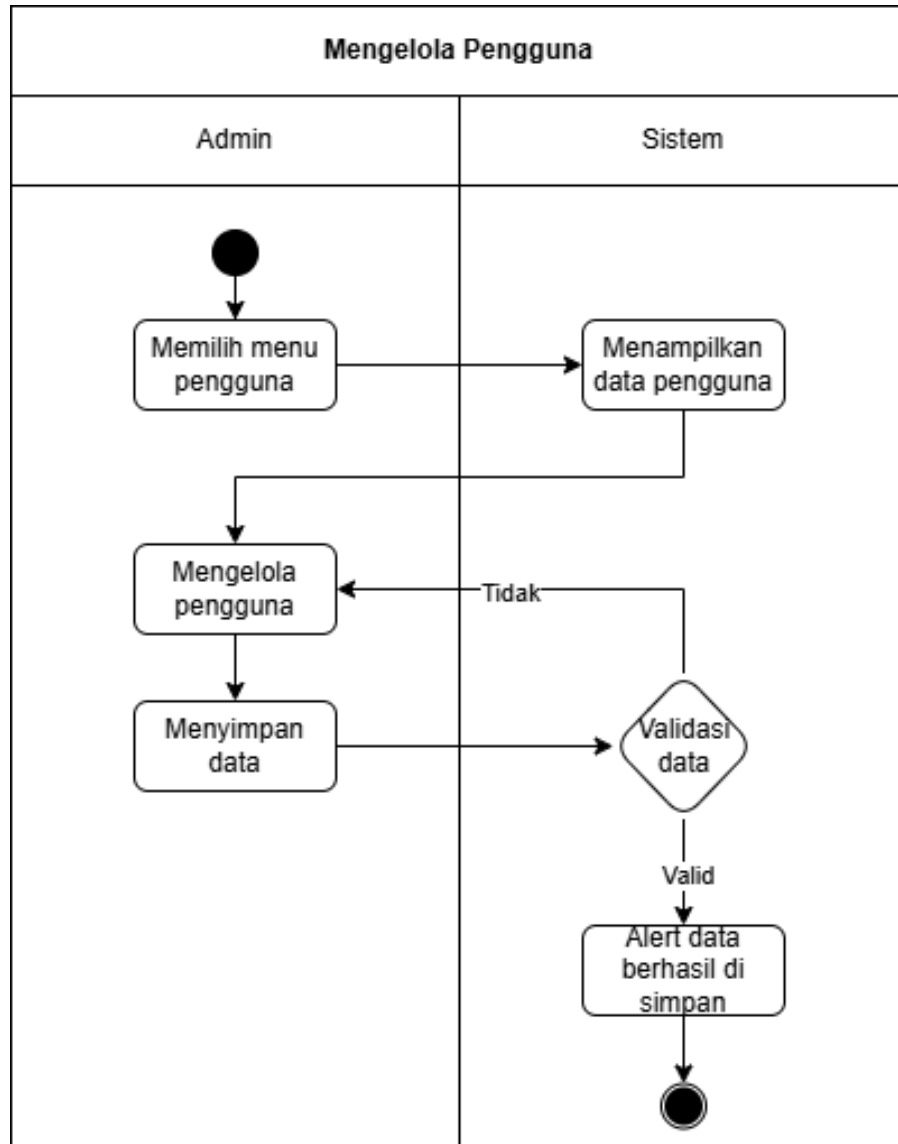 Mengelola Pengguna
Admin
Sistem
Memilih menu
pengguna
Menampilkan
data pengguna
Mengelola
pengguna
Tidak
Menyimpan
data
Validasi
data
Valid
Alert data
berhasil di
simpan